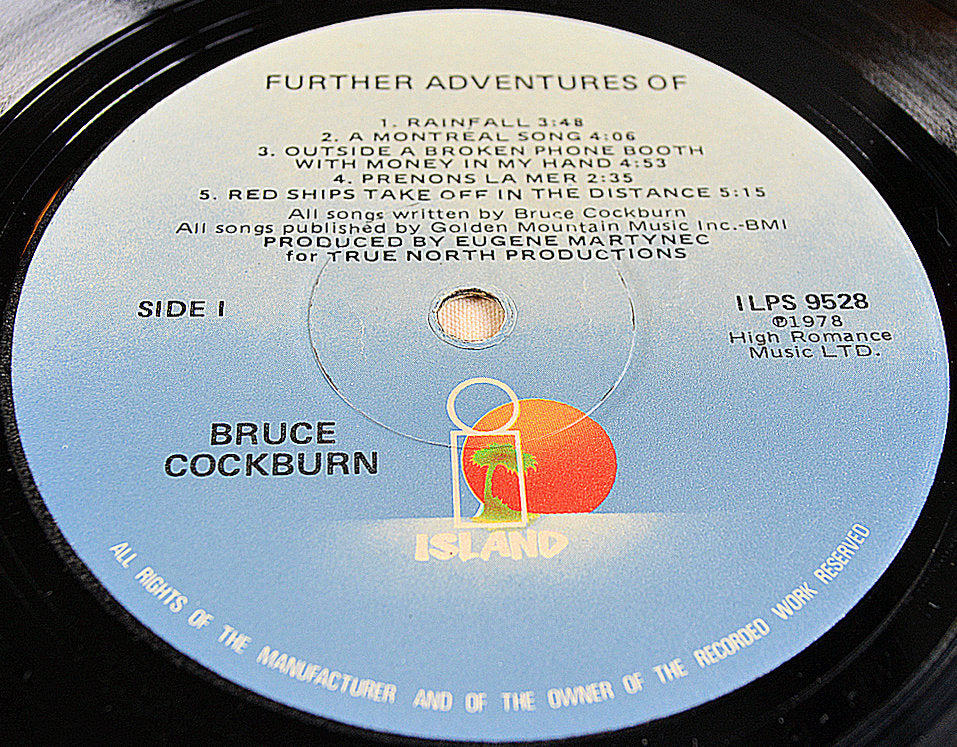 FURTHER ADVENTURES OF
1. RAINFALL 3:48
2. A MONTRÉAL SONG 4:06
3. OUTSIDE A BROKEN PHONE BOOTH
WITH MONEY IN MY HAND 4:53
4. PRENONS LA MER 2:35
5. RED SHIPS TAKE OFF IN THE DISTANCE 5:15
All songs written by Bruce Cockburn
All songs published by Golden Mountain Music Inc.-BMI
PRODUCED BY EUGENE MARTYNEC
for TRUE NORTH PRODUCTIONS
SIDE I
ILPS 9528
℗1978
High Romance
Music LTD.
BRUCE
COCKBURN
ISLAND
ALL RIGHTS OF THE MANUFACTURER AND OF THE OWNER OF THE RECORDED WORK RESERVED